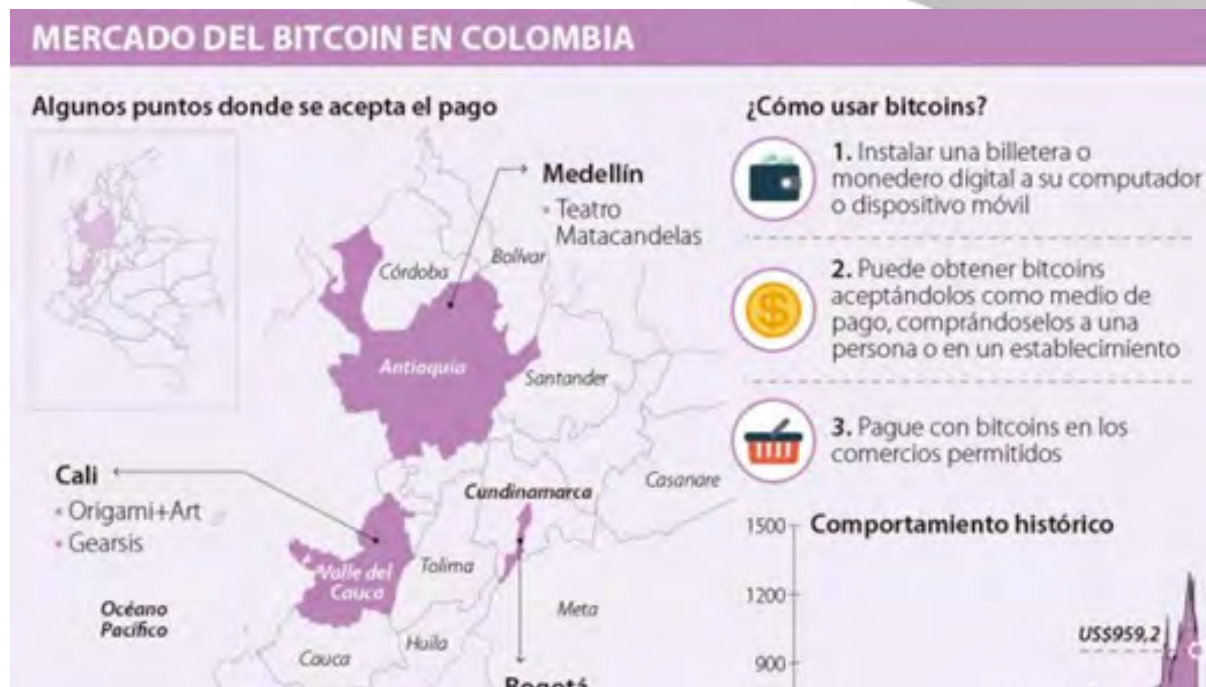 MERCADO DEL BITCOIN EN COLOMBIA
Algunos puntos donde se acepta el pago
Medellín
• Teatro
Matacandelas
Córdoba
Bolívar
Antioquia
Santander
Cali
• Origami+Art
• Gearsis
Cundinamarca
Casanare
Valle del
Cauca
Tolima
Océano
Pacífico
Meta
Huila
Cauca
Bogotá
¿Cómo usar bitcoins?
1. Instalar una billetera o
monedero digital a su computador
o dispositivo móvil
2. Puede obtener bitcoins
aceptándolos como medio de
pago, comprándoselos a una
persona o en un establecimiento
3. Pague con bitcoins en los
comercios permitidos
Comportamiento histórico
1500
1200
900
US$959,2